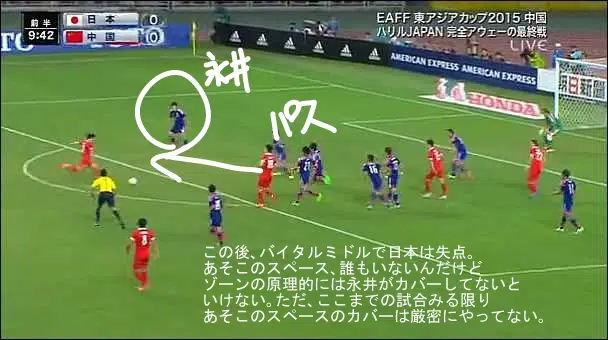 前半 日本 0
9:42 中国 0
EAFF 東アジアカップ2015 中国
ハリルJAPAN 完全アウェーの最終戦
LIVE
ADIDAS
ADIDAS
AMERICAN
HONDA
朝日新聞
永井
パス
この後、バイタルミドルで日本は失点。
あそこのスペース、誰もいないんだけど
ゾーンの原理的には永井がカバーしてないと
いけない。ただ、ここまでの試合みる限り
あそこのスペースのカバーは厳密にやってない。